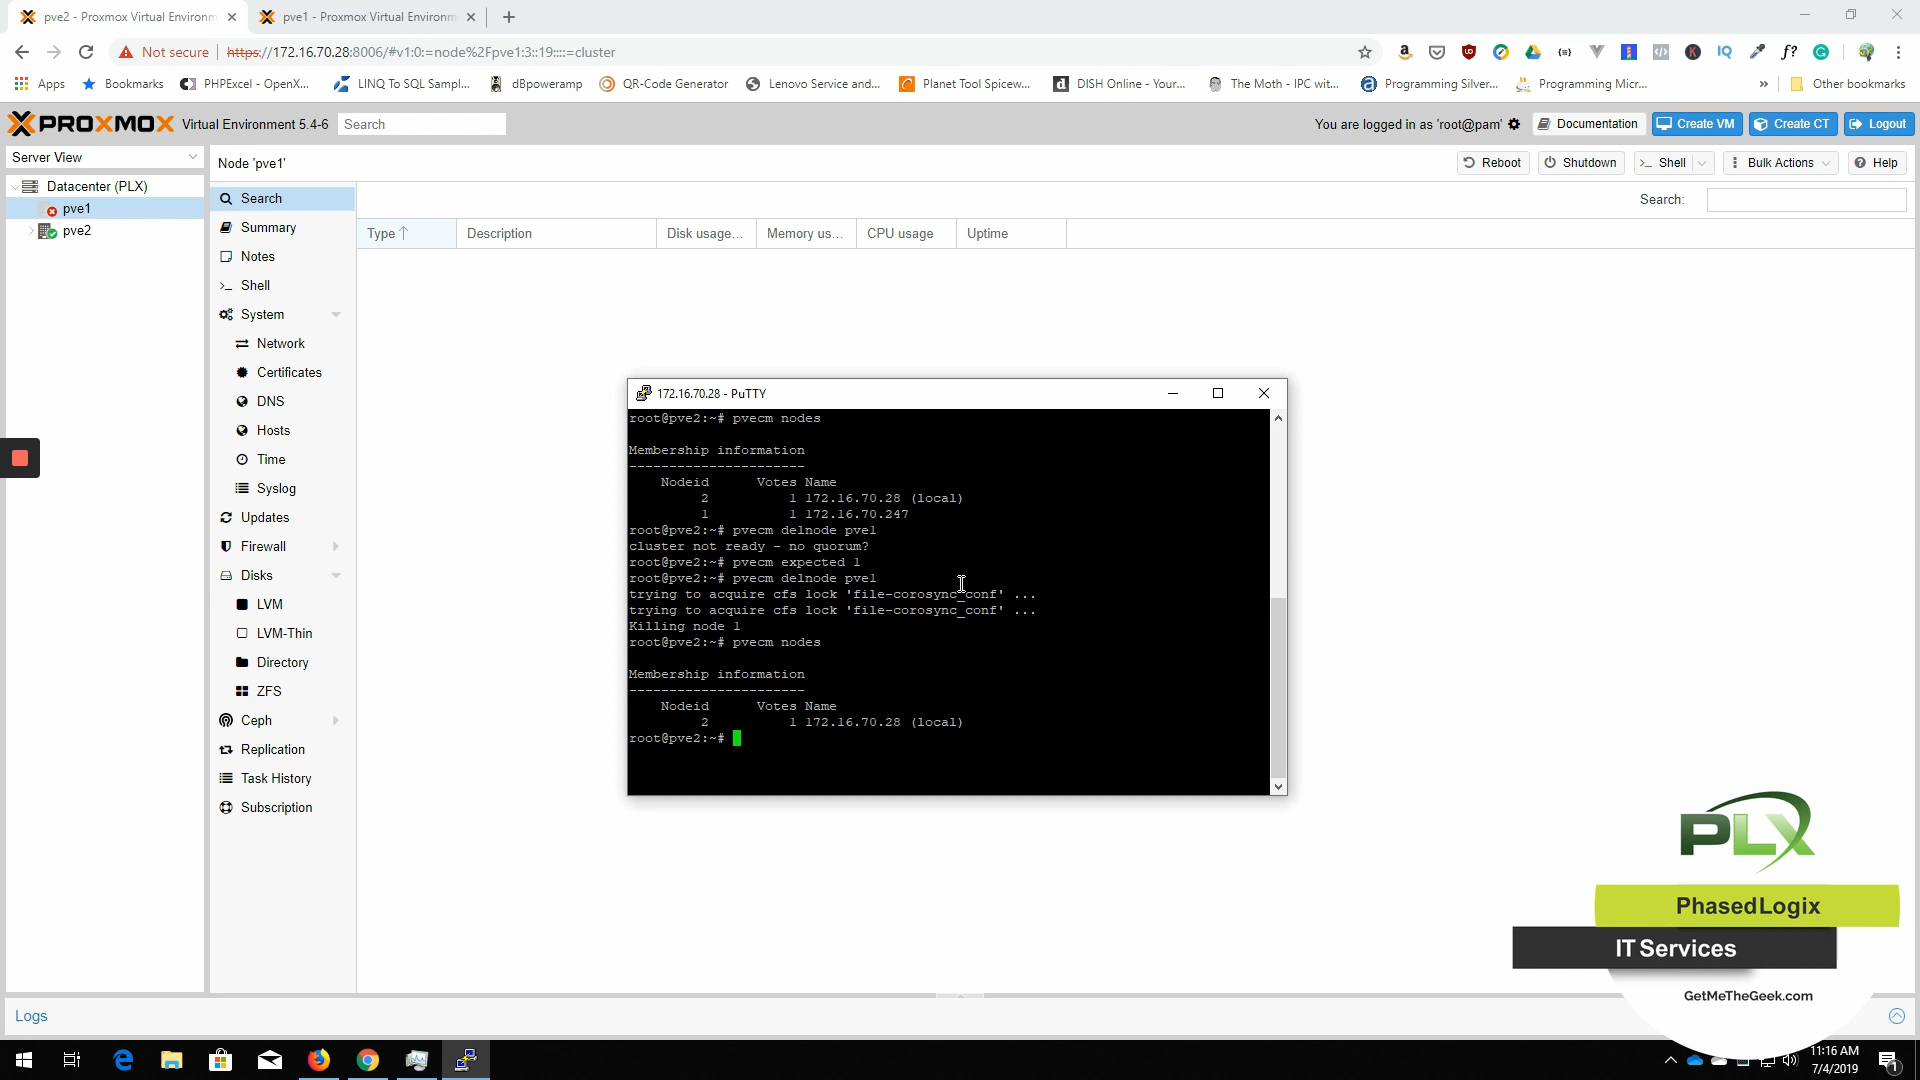 pve2 - Proxmox Virtual Environm
pve1 - Proxmox Virtual Environm
Not secure
https://172.16.70.28:8006/#v1:0:=node%2Fpve1:3::19::::=cluster
Apps
Bookmarks
PHPExcel - OpenX...
LINQ To SQL Sampl...
dBpoweramp
QR-Code Generator
Lenovo Service and...
Planet Tool Spicew...
DISH Online - Your...
The Moth - IPC wit...
Programming Silver...
Programming Micr...
»
Other bookmarks
PROXMOX
Virtual Environment 5.4-6
Search
You are logged in as 'root@pam'
Documentation
Create VM
Create CT
Logout
Server View
Node 'pve1'
Reboot
Shutdown
>_ Shell
Bulk Actions
Help
Datacenter (PLX)
pve1
pve2
Search
Summary
Notes
>_ Shell
System
Network
Certificates
DNS
Hosts
Time
Syslog
Updates
Firewall
Disks
LVM
LVM-Thin
Directory
ZFS
Ceph
Replication
Task History
Subscription
Search:
Type
Description
Disk usage...
Memory us...
CPU usage
Uptime
172.16.70.28 - PuTTY
root@pve2:~# pvecm nodes
Membership information
----------------------
Nodeid Votes Name
2 1 172.16.70.28 (local)
1 1 172.16.70.247
root@pve2:~# pvecm delnode pve1
cluster not ready - no quorum?
root@pve2:~# pvecm expected 1
root@pve2:~# pvecm delnode pve1
trying to acquire cfs lock 'file-corosync_conf' ...
trying to acquire cfs lock 'file-corosync_conf' ...
Killing node 1
root@pve2:~# pvecm nodes
Membership information
----------------------
Nodeid Votes Name
2 1 172.16.70.28 (local)
root@pve2:~#
PLX
PhasedLogix
IT Services
GetMeTheGeek.com
Logs
11:16 AM
7/4/2019
1